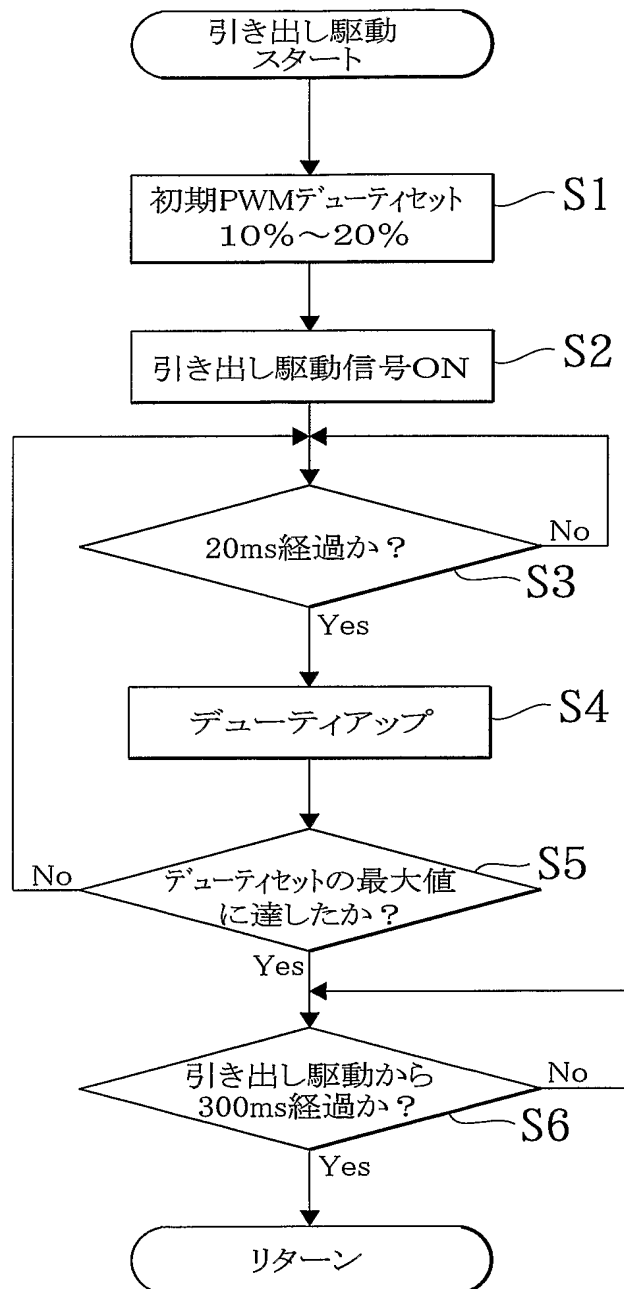 引き出し駆動
スタート
初期PWMデューティセット
10%～20%
S1
引き出し駆動信号ON
S2
20ms経過か？
No
S3
Yes
デューティアップ
S4
デューティセットの最大値
に達したか？
S5
No
Yes
引き出し駆動から
300ms経過か？
No
S6
Yes
リターン